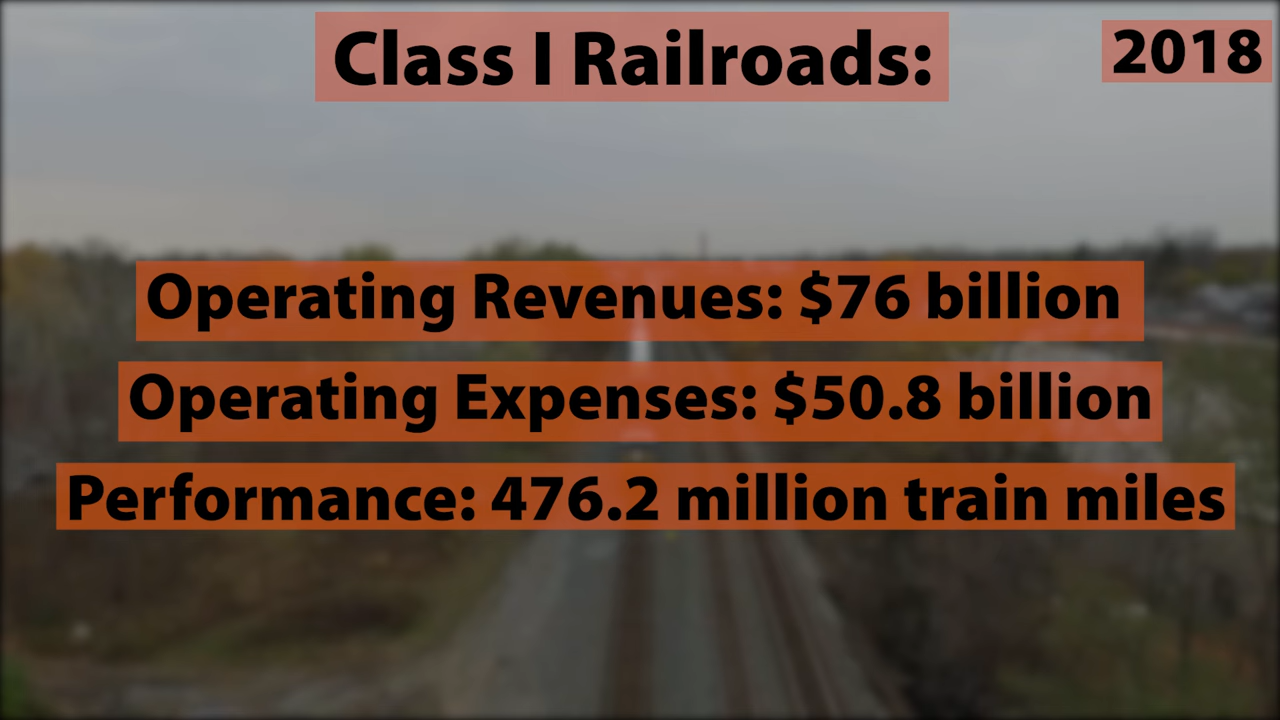 Class I Railroads:
2018
Operating Revenues: $76 billion
Operating Expenses: $50.8 billion
Performance: 476.2 million train miles